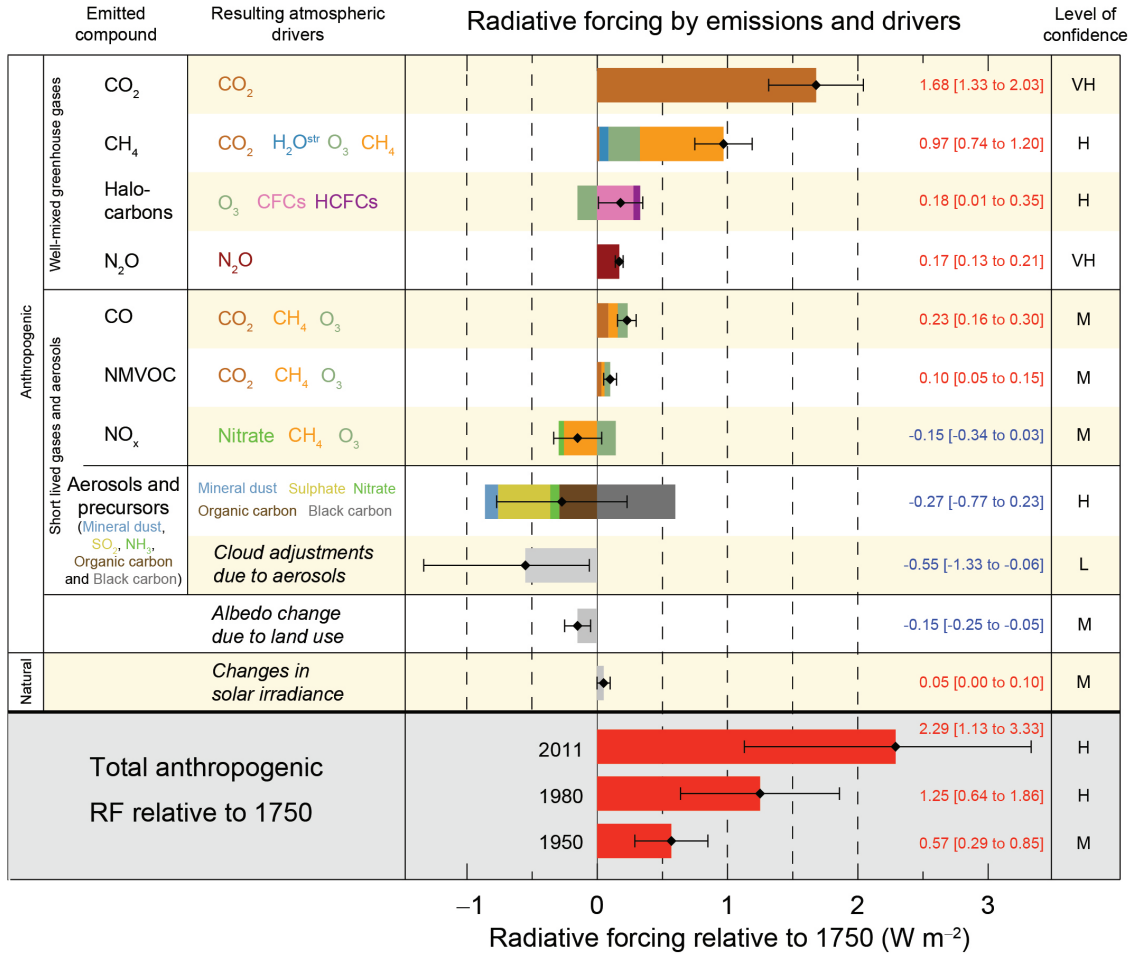 Emitted compound
Resulting atmospheric drivers
Radiative forcing by emissions and drivers
Level of confidence
Anthropogenic
Well-mixed greenhouse gases
CO₂
CO₂
1.68 [1.33 to 2.03]
VH
CH₄
CO₂ H₂Oˢᵗʳ O₃ CH₄
0.97 [0.74 to 1.20]
H
Halo-
carbons
O₃ CFCs HCFCs
0.18 [0.01 to 0.35]
H
N₂O
N₂O
0.17 [0.13 to 0.21]
VH
Short lived gases and aerosols
CO
CO₂ CH₄ O₃
0.23 [0.16 to 0.30]
M
NMVOC
CO₂ CH₄ O₃
0.10 [0.05 to 0.15]
M
NOₓ
Nitrate CH₄ O₃
-0.15 [-0.34 to 0.03]
M
Aerosols and
precursors
(Mineral dust,
SO₂, NH₃,
Organic carbon
and Black carbon)
Mineral dust Sulphate Nitrate
Organic carbon Black carbon
-0.27 [-0.77 to 0.23]
H
Cloud adjustments
due to aerosols
-0.55 [-1.33 to -0.06]
L
Albedo change
due to land use
-0.15 [-0.25 to -0.05]
M
Natural
Changes in
solar irradiance
0.05 [0.00 to 0.10]
M
Total anthropogenic
RF relative to 1750
2011
2.29 [1.13 to 3.33]
H
1980
1.25 [0.64 to 1.86]
H
1950
0.57 [0.29 to 0.85]
M
−1 0 1 2 3
Radiative forcing relative to 1750 (W m⁻²)